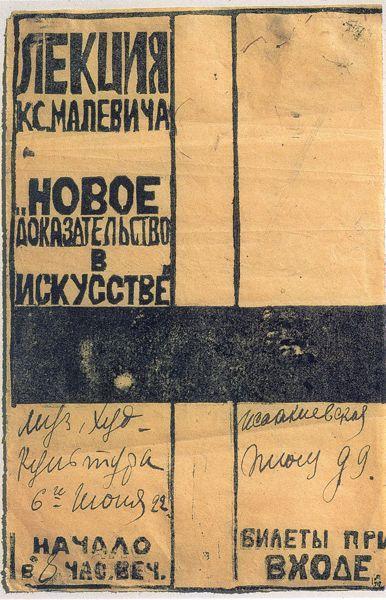 ЛЕКЦИЯ
К.С.МАЛЕВИЧА
„НОВОЕ
ДОКАЗАТЕЛЬСТВО
В
ИСКУССТВЕ"
Муз. Худ-
Культура
6го Июня 22.
НАЧАЛО
В 8 ЧАС. ВЕЧ.
Исаакиевская
площ д 9.
БИЛЕТЫ ПРИ
ВХОДЕ.